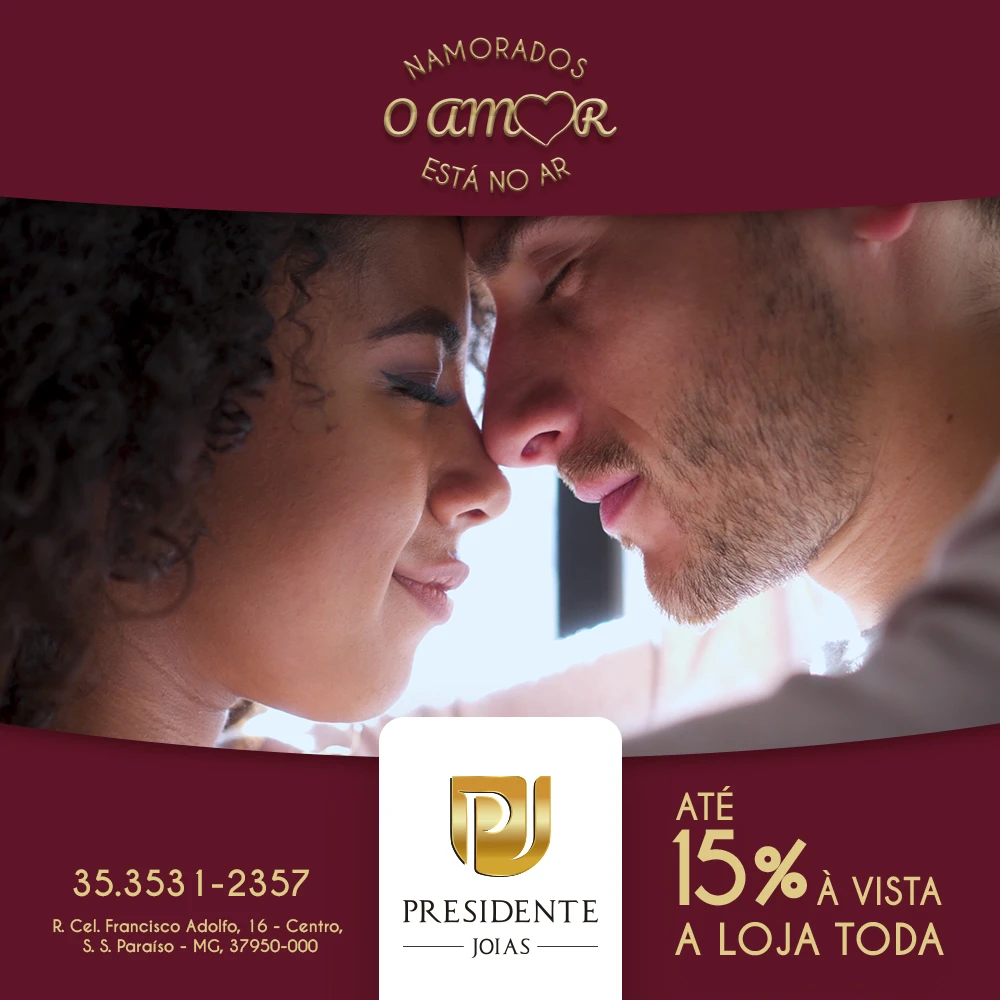 NAMORADOS
O AMOR
ESTÁ NO AR
35.3531-2357
R. Cel. Francisco Adolfo, 16 - Centro,
S. S. Paraíso - MG, 37950-000
PJ
PRESIDENTE
JOIAS
ATÉ
15% À VISTA
A LOJA TODA